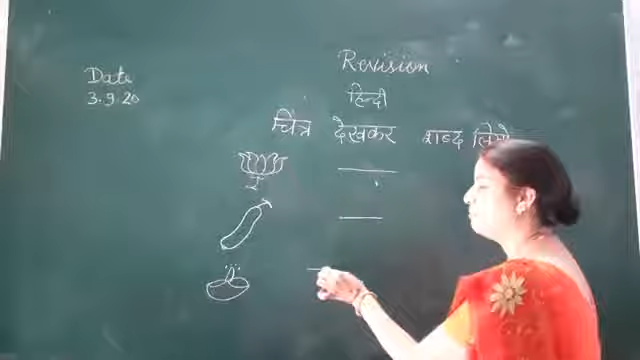 Revision
Date
3.9.20
हिन्दी
चित्र देखकर शब्द लिखो